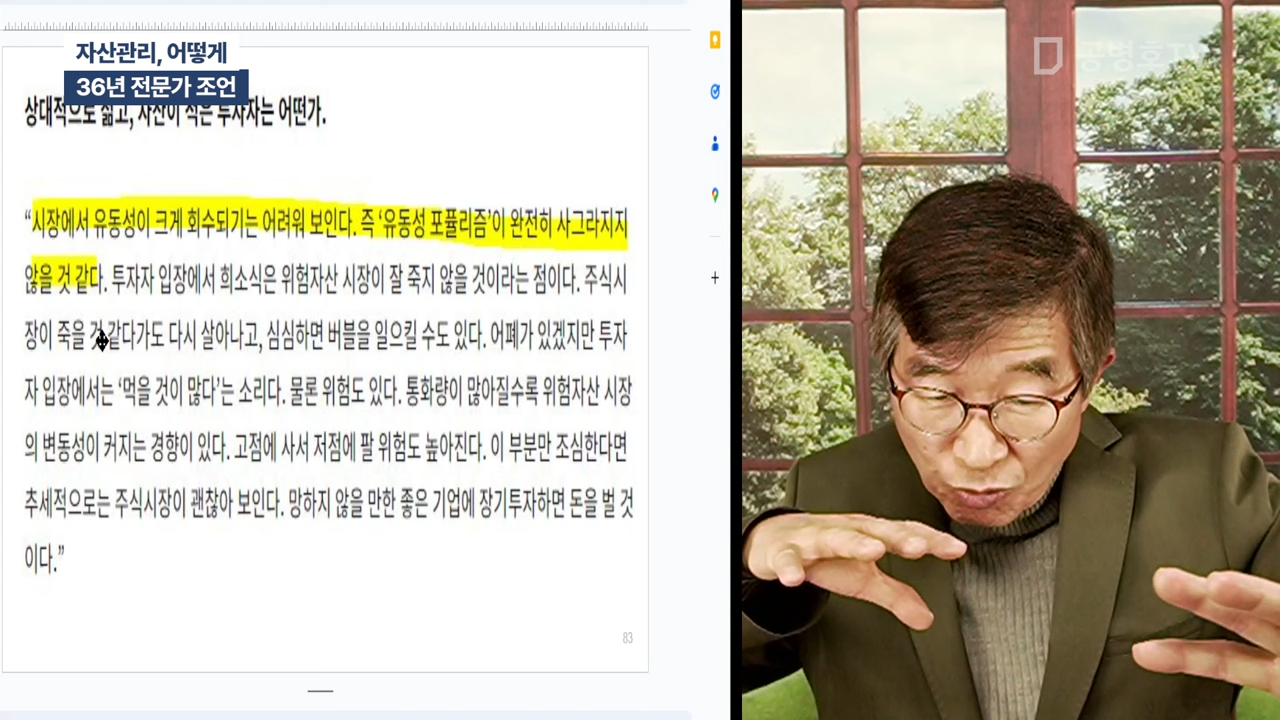 자산관리, 어떻게
36년 전문가 조언
상대적으로 젊고, 자산이 적은 투자자는 어떤가.
“시장에서 유동성이 크게 회수되기는 어려워 보인다. 즉 ‘유동성 포퓰리즘’이 완전히 사그라지지
않을 것 같다. 투자자 입장에서 희소식은 위험자산 시장이 잘 죽지 않을 것이라는 점이다. 주식시
장이 죽을 것 같다가도 다시 살아나고, 심심하면 버블을 일으킬 수도 있다. 어폐가 있겠지만 투자
자 입장에서는 ‘먹을 것이 많다’는 소리다. 물론 위험도 있다. 통화량이 많아질수록 위험자산 시장
의 변동성이 커지는 경향이 있다. 고점에 사서 저점에 팔 위험도 높아진다. 이 부분만 조심한다면
추세적으로는 주식시장이 괜찮아 보인다. 망하지 않을 만한 좋은 기업에 장기투자하면 돈을 벌 것
이다.”
83
공병호TV